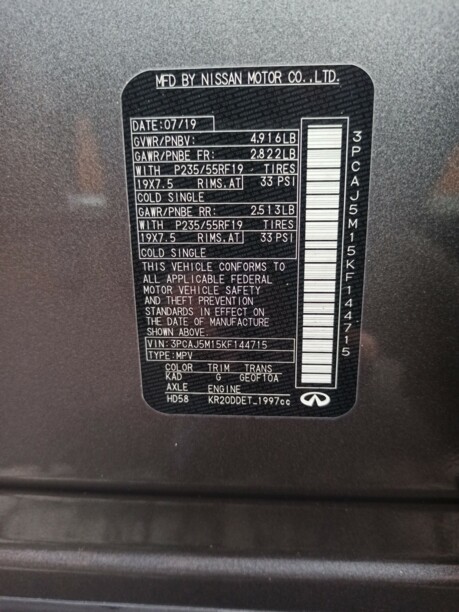 MFD BY NISSAN MOTOR CO.,LTD.
DATE:07/19
GVWR/PNBV: 4.916LB
GAWR/PNBE FR: 2.822LB
WITH P235/55RF19 TIRES
19X7.5 RIMS.AT 33 PSI
COLD SINGLE
GAWR/PNBE RR: 2.513LB
WITH P235/55RF19 TIRES
19X7.5 RIMS.AT 33 PSI
COLD SINGLE
THIS VEHICLE CONFORMS TO
ALL APPLICABLE FEDERAL
MOTOR VEHICLE SAFETY
AND THEFT PREVENTION
STANDARDS IN EFFECT ON
THE DATE OF MANUFACTURE
SHOWN ABOVE.
VIN:3PCAJ5M15KF144715
TYPE:MPV
COLOR TRIM TRANS
KAD G GEOF10A
AXLE ENGINE
HD58 KR20DDET_1997cc
3PCAJ5M15KF144715